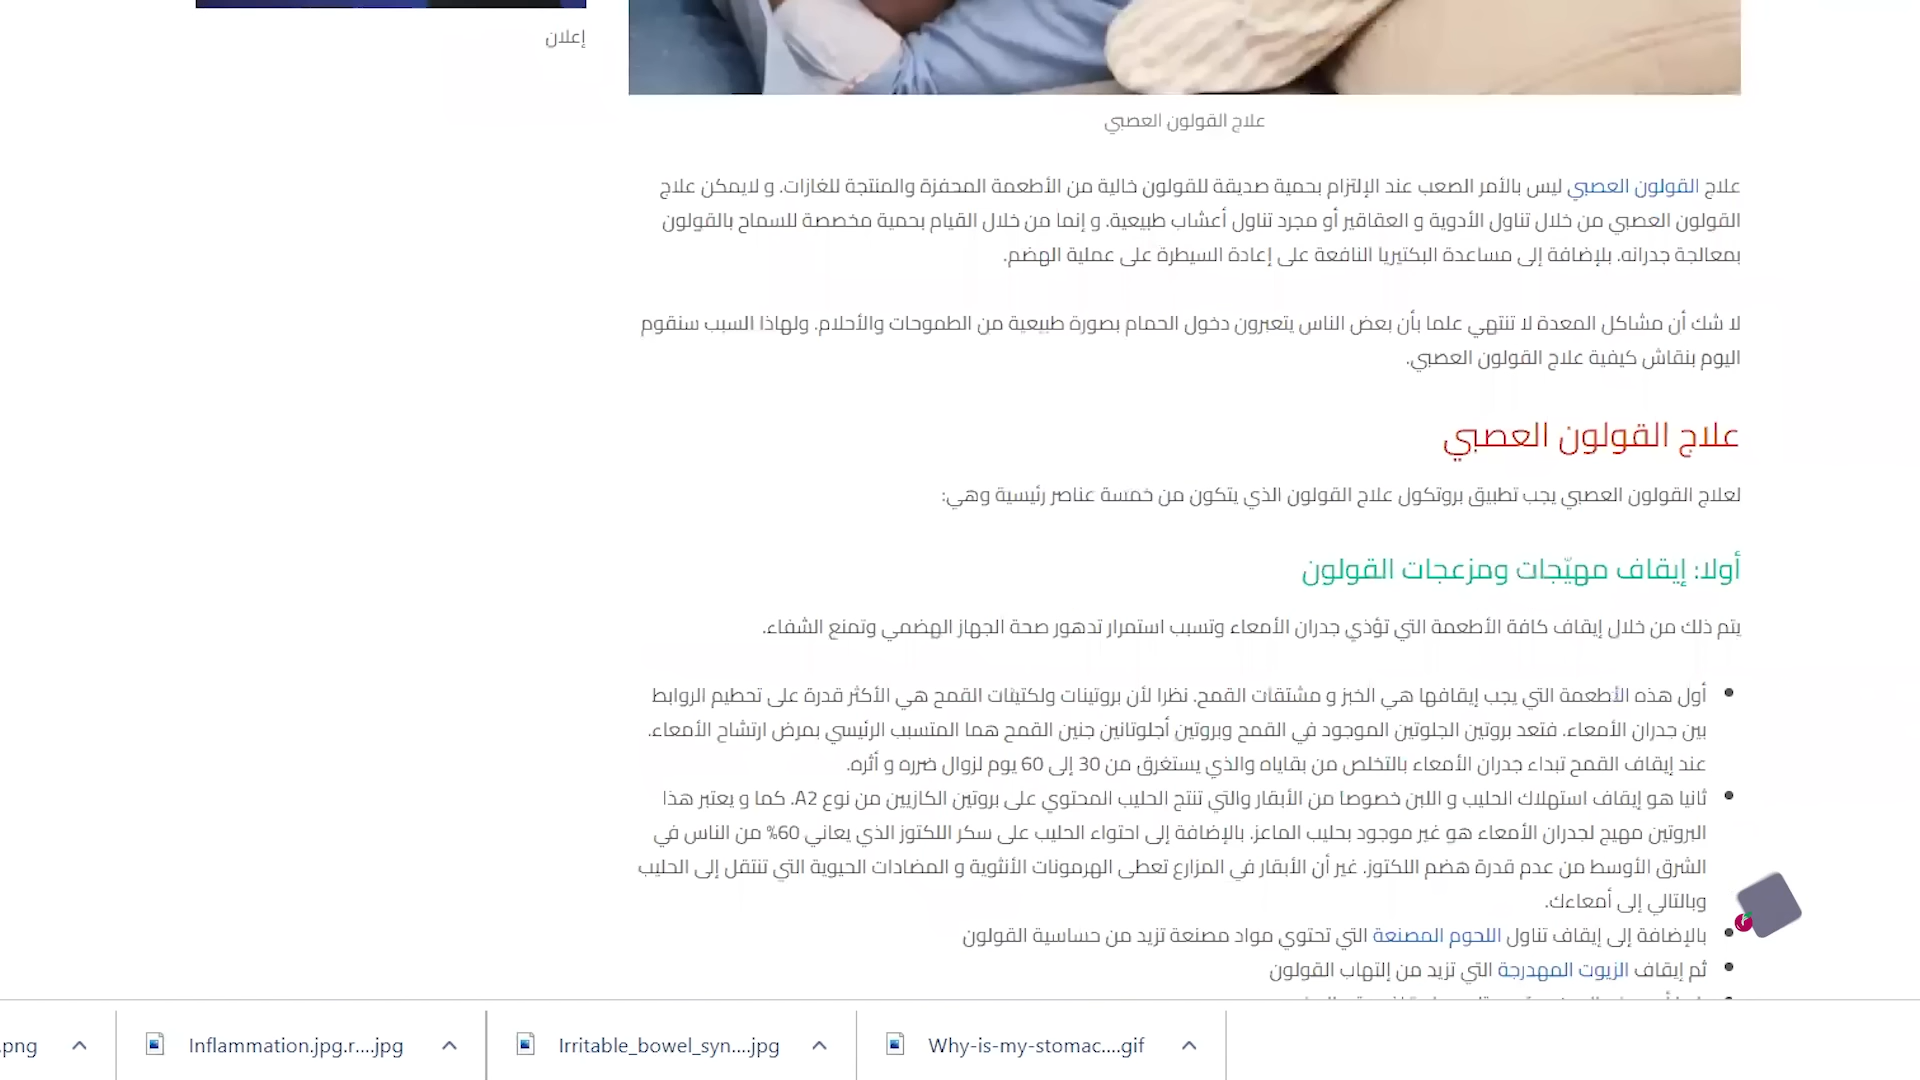 إعلان
علاج القولون العصبي
علاج القولون العصبي ليس بالأمر الصعب عند الإلتزام بحمية صديقة للقولون خالية من الأطعمة المحفزة والمنتجة للغازات. و لايمكن علاج
القولون العصبي من خلال تناول الأدوية و العقاقير أو مجرد تناول أعشاب طبيعية. و إنما من خلال القيام بحمية مخصصة للسماح بالقولون
بمعالجة جدرانه. بلإضافة إلى مساعدة البكتيريا النافعة على إعادة السيطرة على عملية الهضم.
لا شك أن مشاكل المعدة لا تنتهي علما بأن بعض الناس يتعبرون دخول الحمام بصورة طبيعية من الطموحات والأحلام. ولهاذا السبب سنقوم
اليوم بنقاش كيفية علاج القولون العصبي.
علاج القولون العصبي
لعلاج القولون العصبي يجب تطبيق بروتكول علاج القولون الذي يتكون من خمسة عناصر رئيسية وهي:
أولا: إيقاف مهيّجات ومزعجات القولون
يتم ذلك من خلال إيقاف كافة الأطعمة التي تؤذي جدران الأمعاء وتسبب استمرار تدهور صحة الجهاز الهضمي وتمنع الشفاء.
أول هذه الأطعمة التي يجب إيقافها هي الخبز و مشتقات القمح. نظرا لأن بروتينات ولكتينات القمح هي الأكثر قدرة على تحطيم الروابط
بين جدران الأمعاء. فتعد بروتين الجلوتين الموجود في القمح وبروتين أجلوتانين جنين القمح هما المتسبب الرئيسي بمرض ارتشاح الأمعاء.
عند إيقاف القمح تبداء جدران الأمعاء بالتخلص من بقاياه والذي يستغرق من 30 إلى 60 يوم لزوال ضرره و أثره.
ثانيا هو إيقاف استهلاك الحليب و اللبن خصوصا من الأبقار والتي تنتج الحليب المحتوي على بروتين الكازيين من نوع A2. كما و يعتبر هذا
البروتين مهيج لجدران الأمعاء هو غير موجود بحليب الماعز. بالإضافة إلى احتواء الحليب على سكر اللكتوز الذي يعاني 60% من الناس في
الشرق الأوسط من عدم قدرة هضم اللكتوز. غير أن الأبقار في المزارع تعطى الهرمونات الأنثوية و المضادات الحيوية التي تنتقل إلى الحليب
وبالتالي إلى أمعاءك.
بالإضافة إلى إيقاف تناول اللحوم المصنعة التي تحتوي مواد مصنعة تزيد من حساسية القولون
ثم إيقاف الزيوت المهدرجة التي تزيد من إلتهاب القولون
.png
Inflammation.jpg.r....jpg
Irritable_bowel_syn....jpg
Why-is-my-stomac....gif